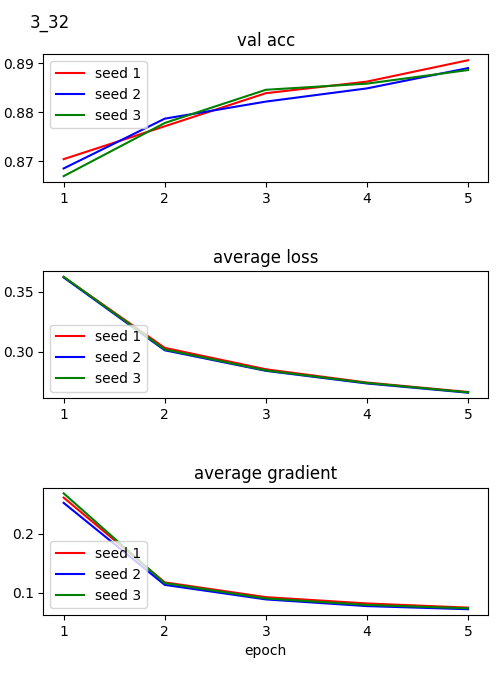 3_32
val acc
0.89
0.88
0.87
seed 1
seed 2
seed 3
1 2 3 4 5
average loss
0.35
0.30
seed 1
seed 2
seed 3
1 2 3 4 5
average gradient
0.2
0.1
seed 1
seed 2
seed 3
1 2 3 4 5
epoch